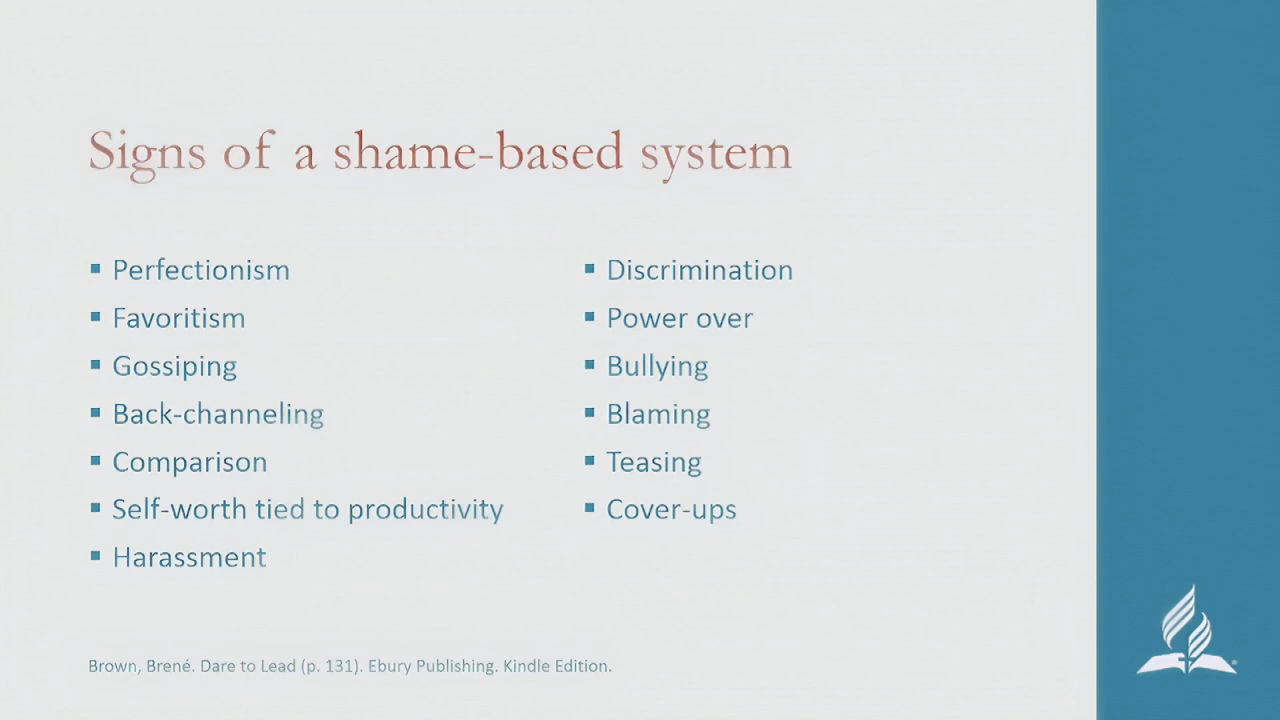 Signs of a shame-based system
▪ Perfectionism
▪ Favoritism
▪ Gossiping
▪ Back-channeling
▪ Comparison
▪ Self-worth tied to productivity
▪ Harassment
▪ Discrimination
▪ Power over
▪ Bullying
▪ Blaming
▪ Teasing
▪ Cover-ups
Brown, Brené. Dare to Lead (p. 131). Ebury Publishing. Kindle Edition.